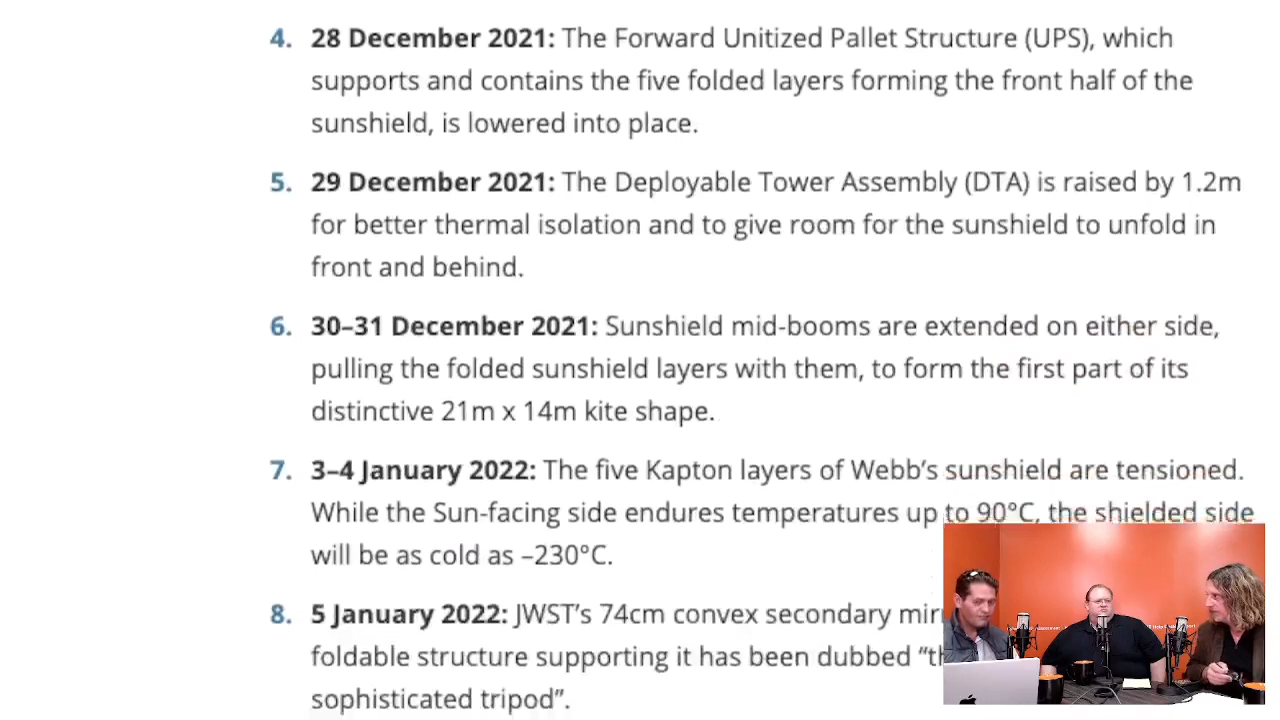 4. 28 December 2021: The Forward Unitized Pallet Structure (UPS), which
supports and contains the five folded layers forming the front half of the
sunshield, is lowered into place.
5. 29 December 2021: The Deployable Tower Assembly (DTA) is raised by 1.2m
for better thermal isolation and to give room for the sunshield to unfold in
front and behind.
6. 30–31 December 2021: Sunshield mid-booms are extended on either side,
pulling the folded sunshield layers with them, to form the first part of its
distinctive 21m x 14m kite shape.
7. 3–4 January 2022: The five Kapton layers of Webb’s sunshield are tensioned.
While the Sun-facing side endures temperatures up to 90°C, the shielded side
will be as cold as –230°C.
8. 5 January 2022: JWST’s 74cm convex secondary
foldable structure supporting it has been dubbed
sophisticated tripod”.